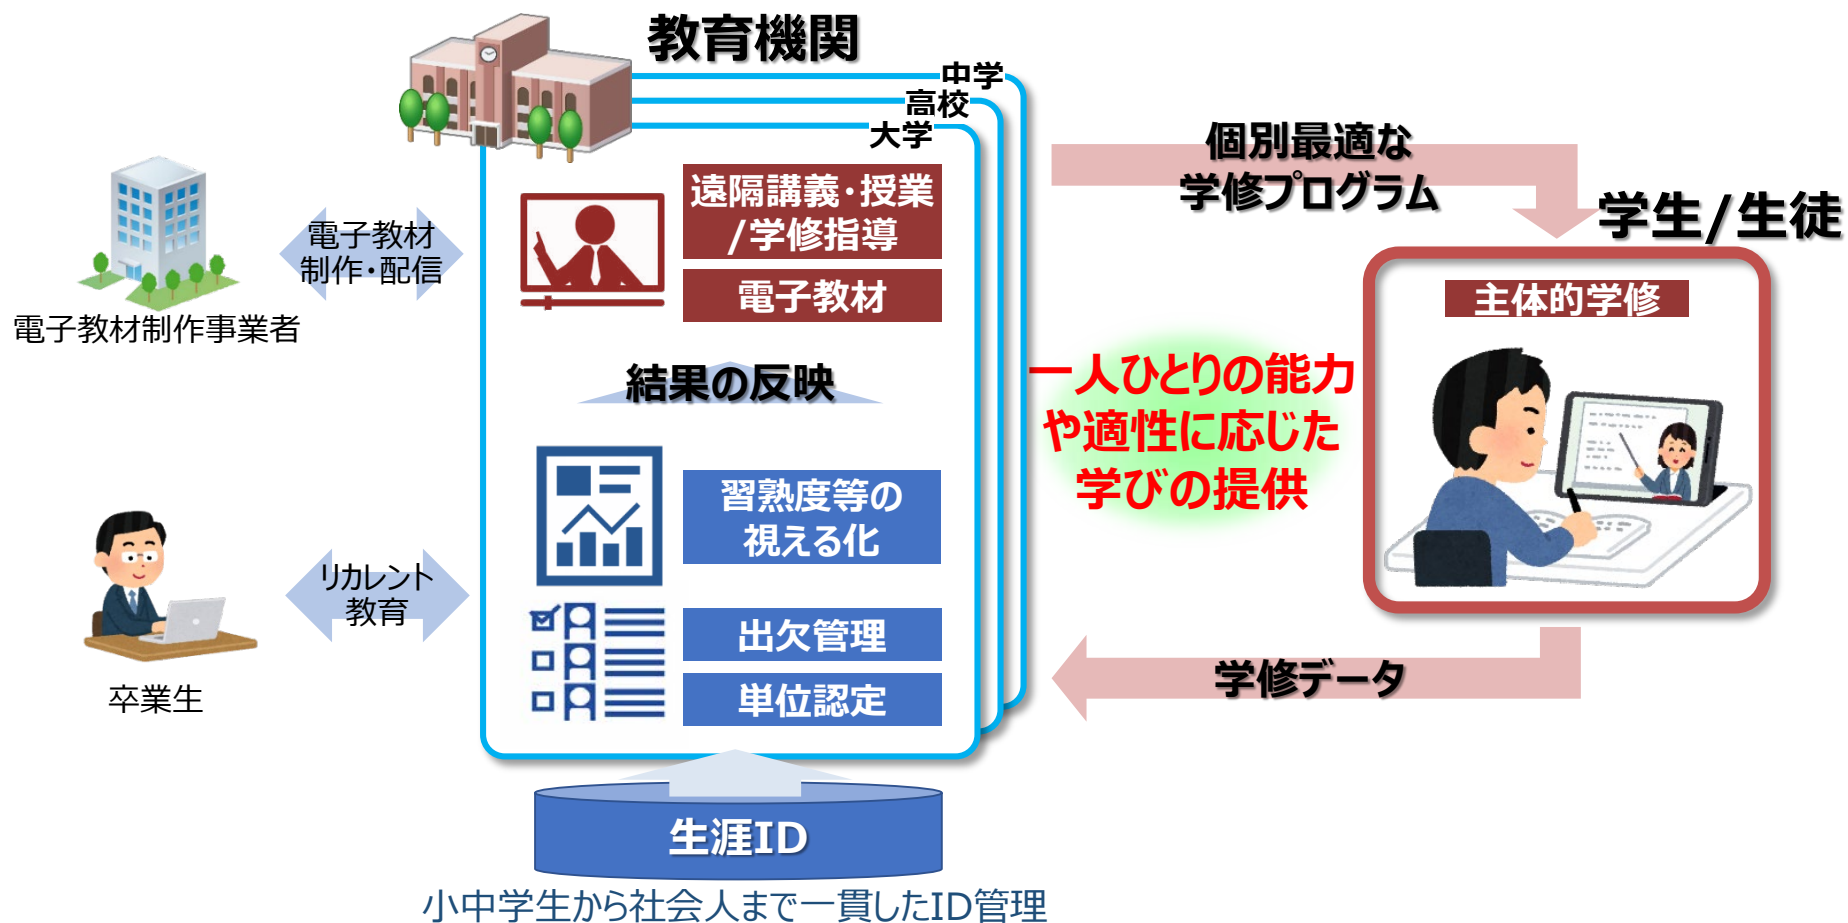 教育機関
中学
高校
大学
遠隔講義・授業
/学修指導
電子教材
結果の反映
習熟度等の
視える化
出欠管理
単位認定
電子教材
制作・配信
電子教材制作事業者
リカレント
教育
卒業生
生涯ID
小中学生から社会人まで一貫したID管理
個別最適な
学修プログラム
学生/生徒
主体的学修
一人ひとりの能力
や適性に応じた
学びの提供
学修データ